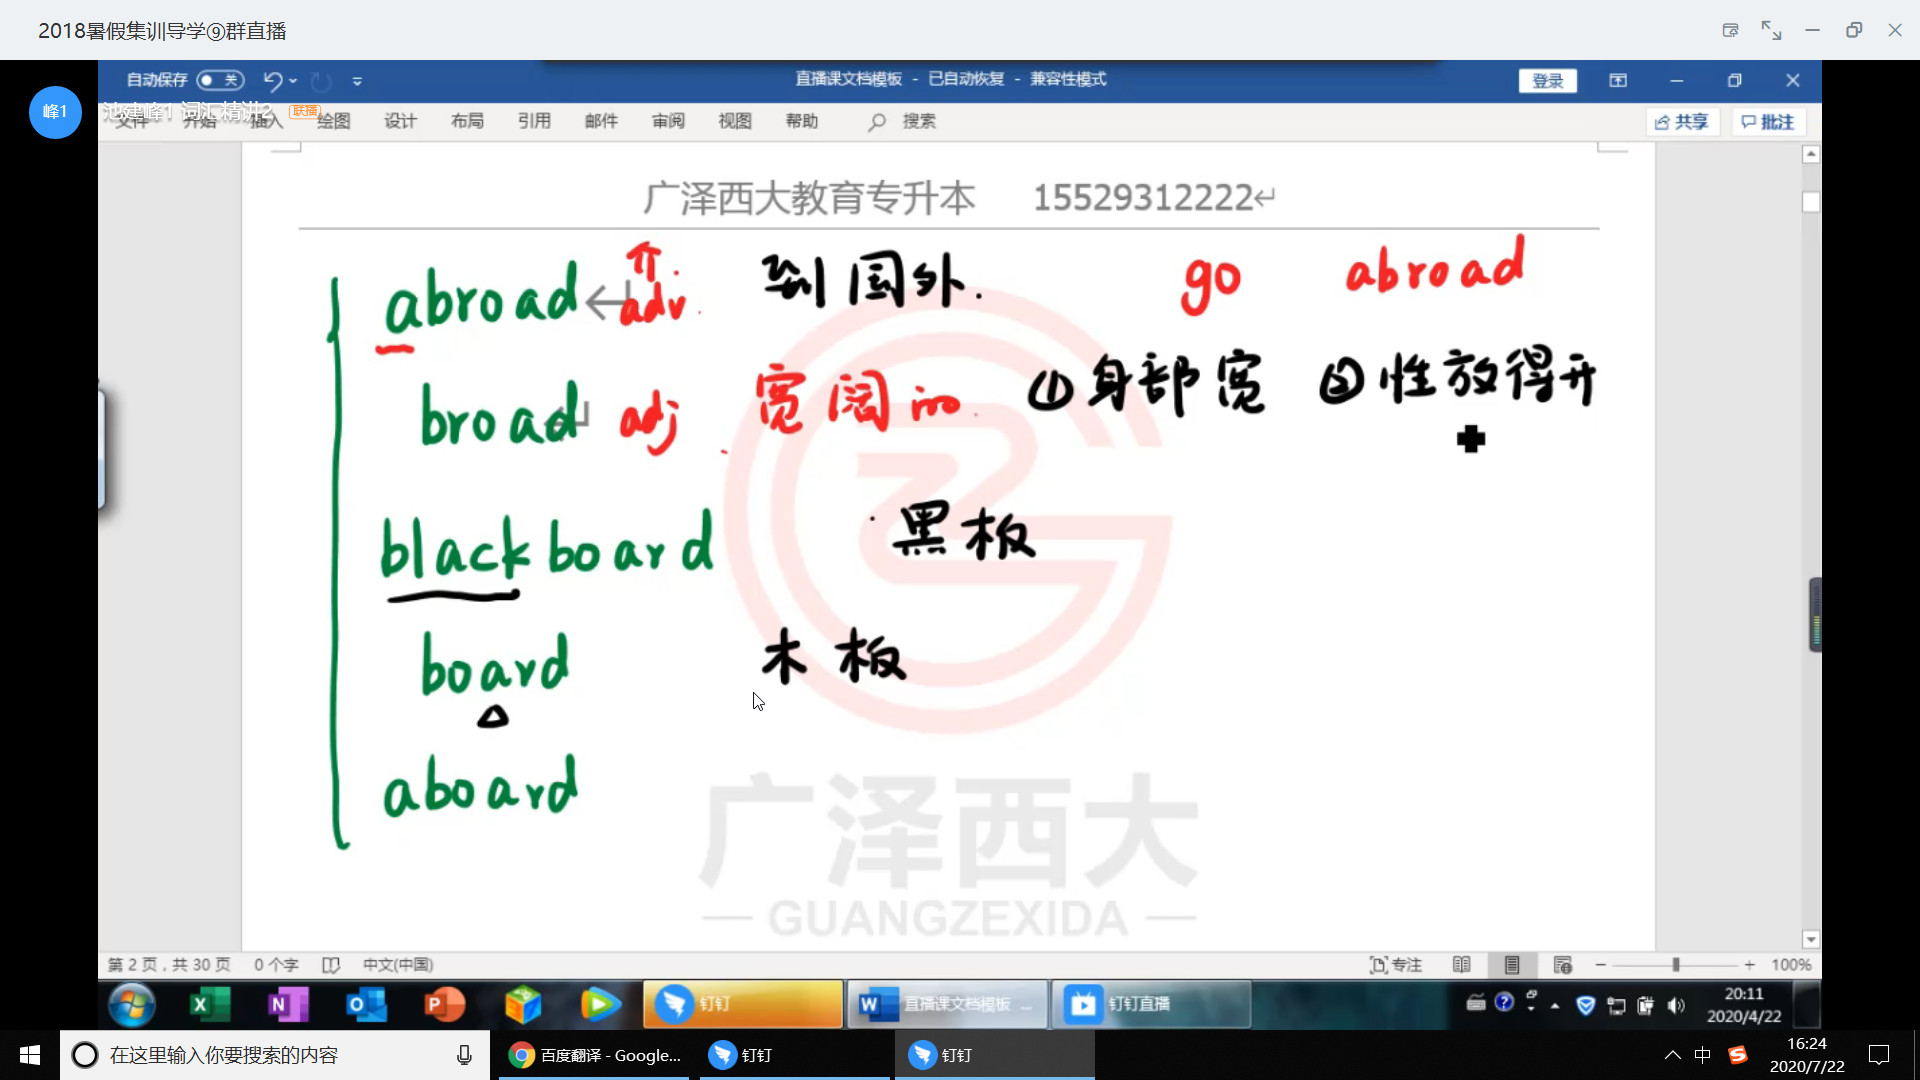 2018暑假集训导学⑨群直播
自动保存 关 直播课文档模板 - 已自动恢复 - 兼容性模式 登录
峰1 池建峰1 词汇精讲2 联播
文件 开始 插入 绘图 设计 布局 引用 邮件 审阅 视图 帮助 搜索 共享 批注
广泽西大教育专升本 15529312222
abroad adv. 到国外. go abroad
broad adj. 宽阔 ①身部宽 ②性放得开
blackboard 黑板
board 木板
aboard
广泽西大
GUANGZEXIDA
第 2 页，共 30 页 0 个字 中文(中国) 专注 100%
钉钉 直播课文档模板 ... 钉钉直播 20:11
2020/4/22
在这里输入你要搜索的内容 百度翻译 - Google... 钉钉 钉钉 中 16:24
2020/7/22